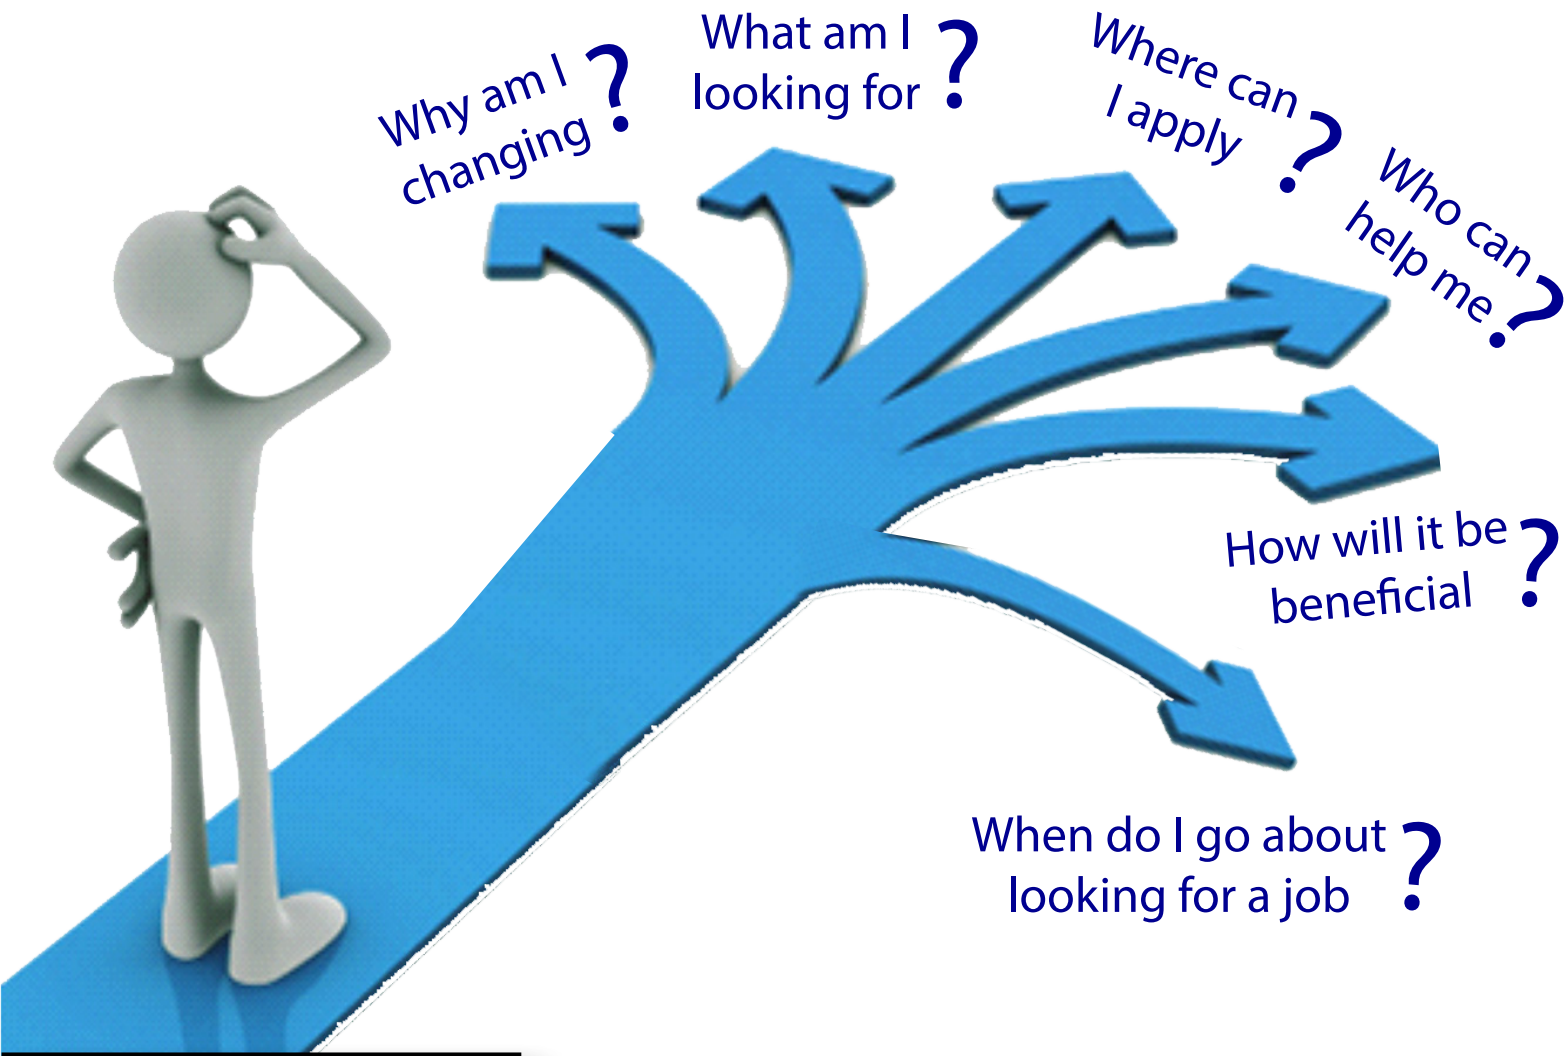 Why am I
changing ?
What am I
looking for ?
Where can
I apply ?
Who can
help me ?
How will it be
beneficial ?
When do I go about
looking for a job ?